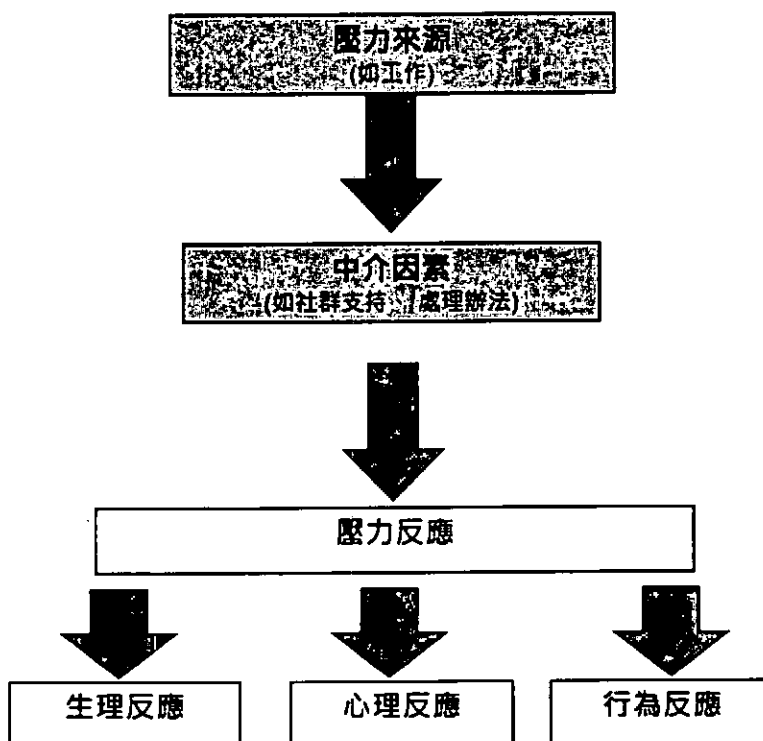 壓力來源
(如工作)
中介因素
(如社群支持、處理辦法)
壓力反應
生理反應
心理反應
行為反應